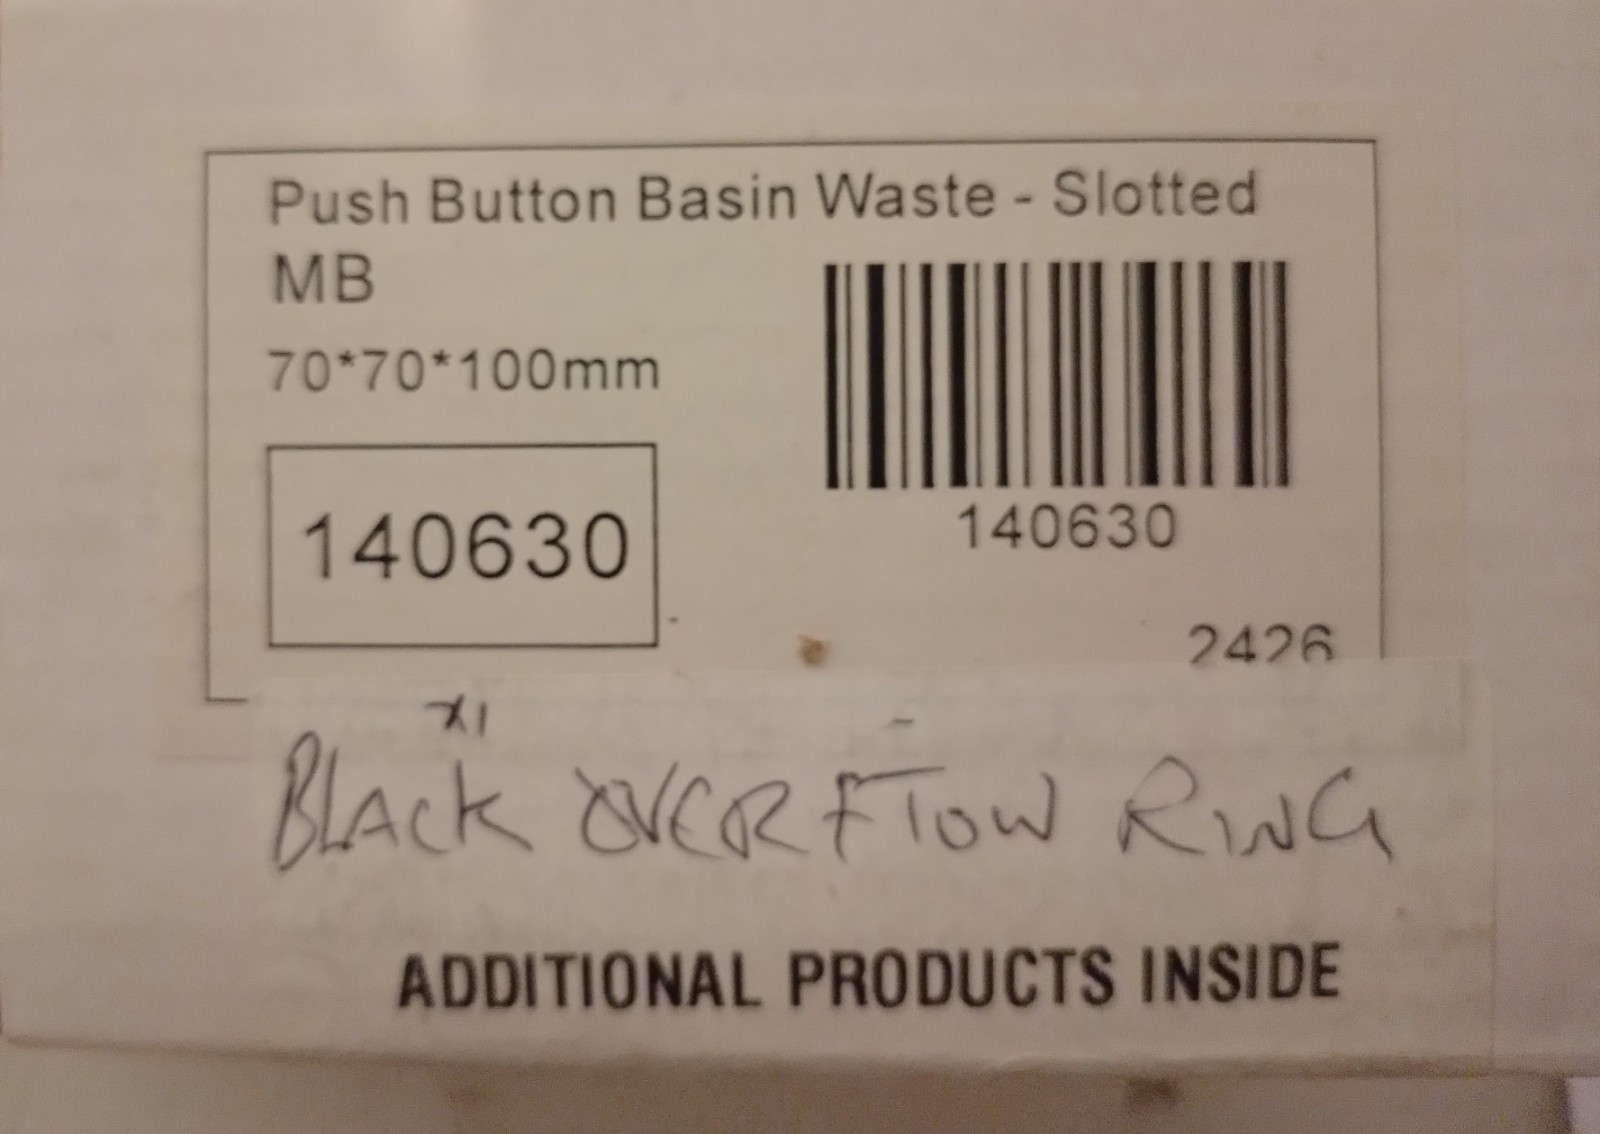 Push Button Basin Waste - Slotted
MB
70*70*100mm
140630
140630
2426
x1
BLACK OVERFLOW RING
ADDITIONAL PRODUCTS INSIDE